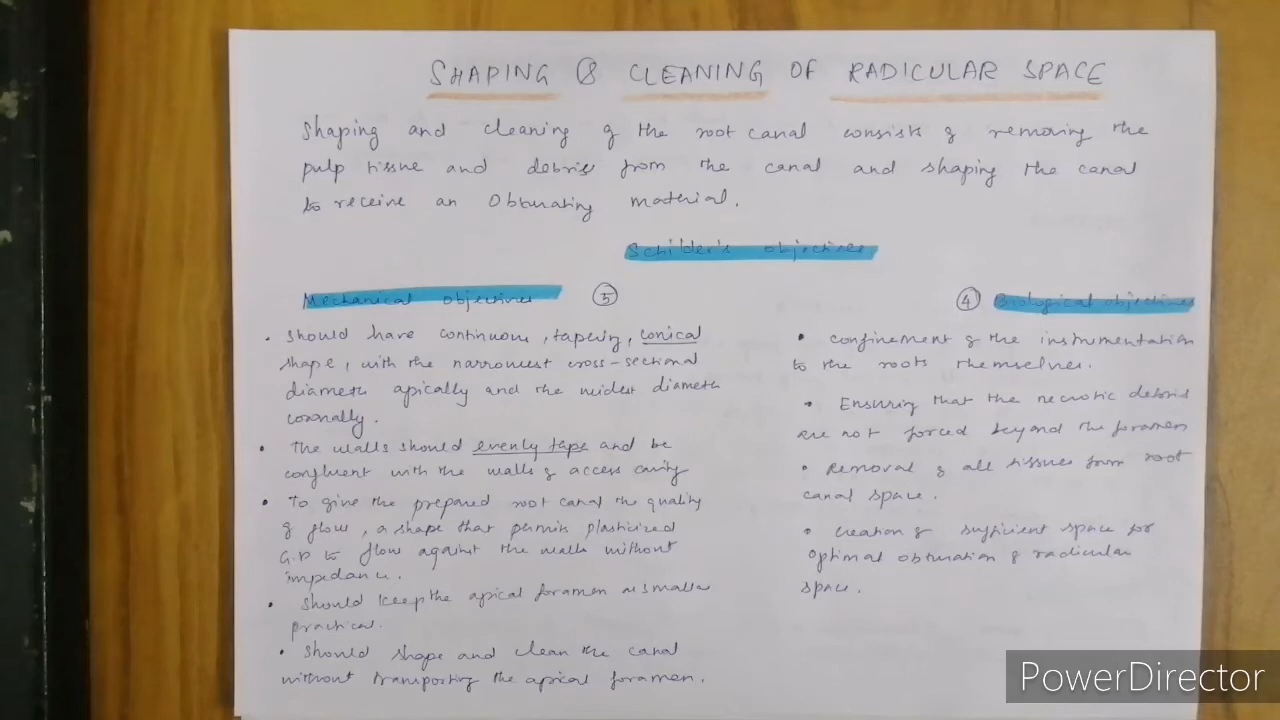 SHAPING & CLEANING OF RADICULAR SPACE
Shaping and cleaning of the root canal consists of removing the
pulp tissue and debris from the canal and shaping the canal
to receive an Obturating material.
Schilder's objectives
Mechanical objectives ⑤
• Should have continuous, tapering, conical
shape, with the narrowest cross-sectional
diameter apically and the widest diameter
coronally.
• The walls should evenly tape and be
confluent with the walls of access cavity
• To give the prepared root canal the quality
of flow, a shape that permits plasticized
G.P to flow against the walls without
impedance.
• Should keep the apical foramen as small as
practical.
• Should shape and clean the canal
without transporting the apical foramen.
④ Biological objectives
• confinement of the instrumentation
to the roots themselves.
• Ensuring that the necrotic debris
are not forced beyond the foramen
• Removal of all tissues from root
canal space.
• Creation of sufficient space for
optimal obturation of radicular
space.
PowerDirector